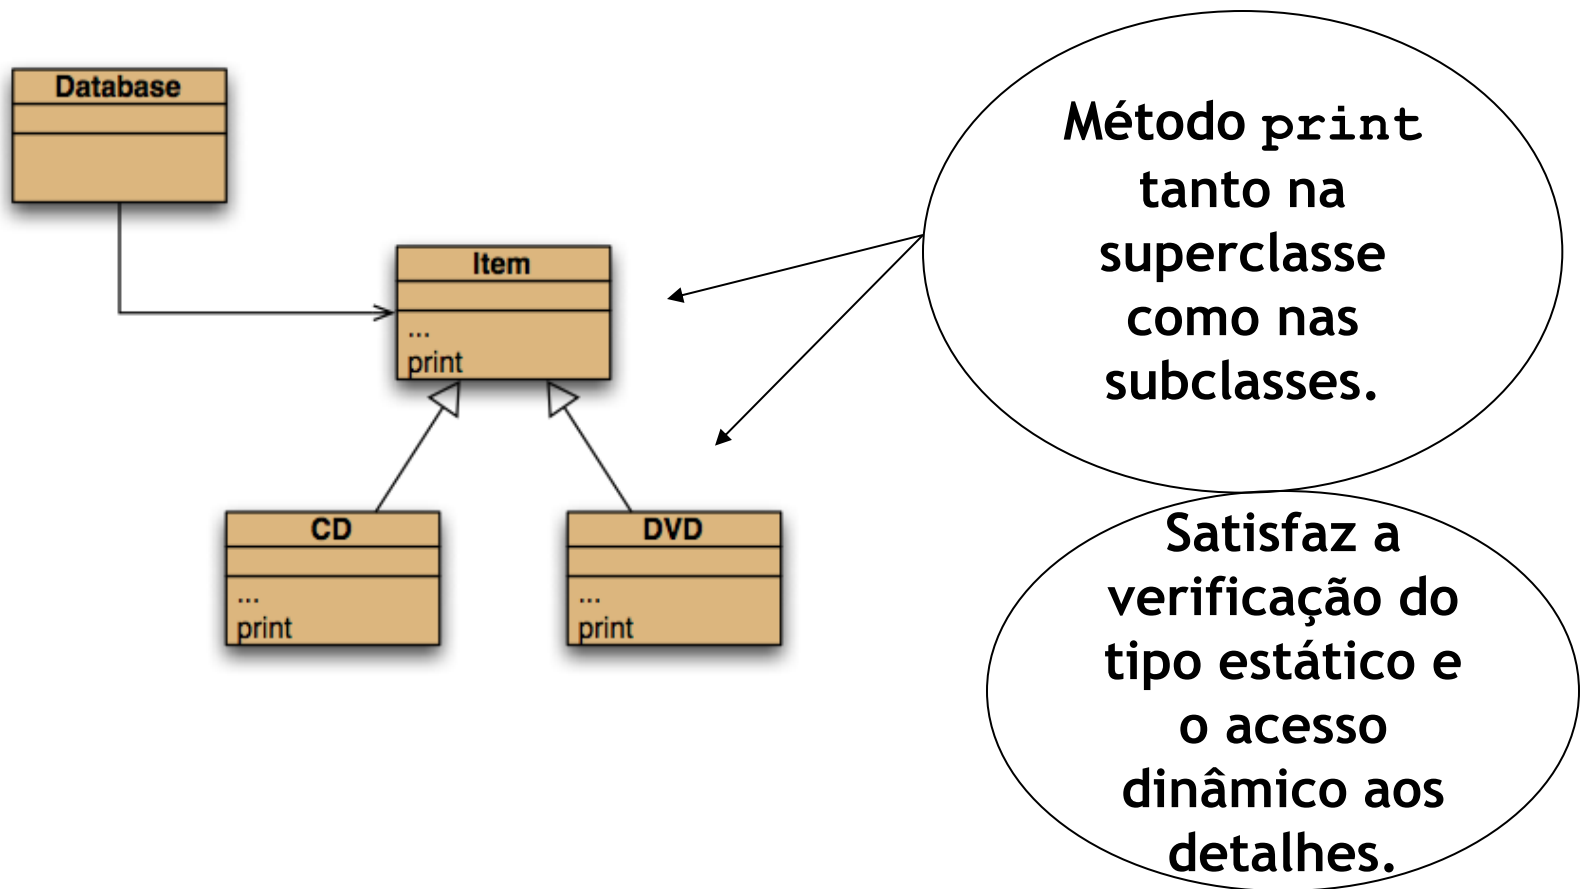 Database
Item
...
print
CD
...
print
DVD
...
print
Método print
tanto na
superclasse
como nas
subclasses.
Satisfaz a
verificação do
tipo estático e
o acesso
dinâmico aos
detalhes.